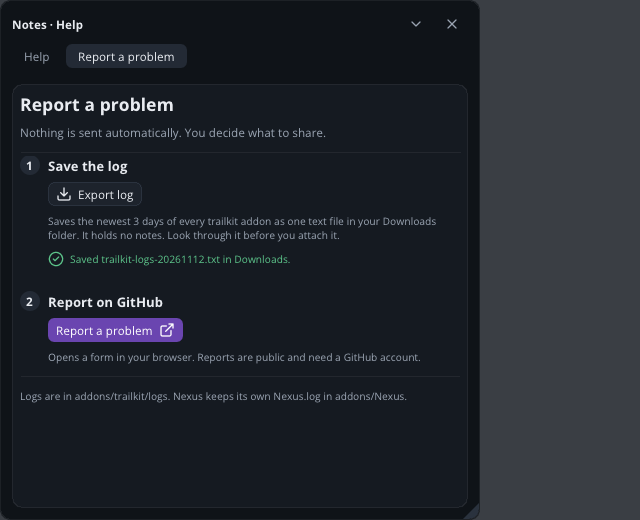 Notes · Help
Help
Report a problem
Report a problem
Nothing is sent automatically. You decide what to share.
1
Save the log
Export log
Saves the newest 3 days of every trailkit addon as one text file in your Downloads
folder. It holds no notes. Look through it before you attach it.
Saved trailkit-logs-20261112.txt in Downloads.
2
Report on GitHub
Report a problem
Opens a form in your browser. Reports are public and need a GitHub account.
Logs are in addons/trailkit/logs. Nexus keeps its own Nexus.log in addons/Nexus.